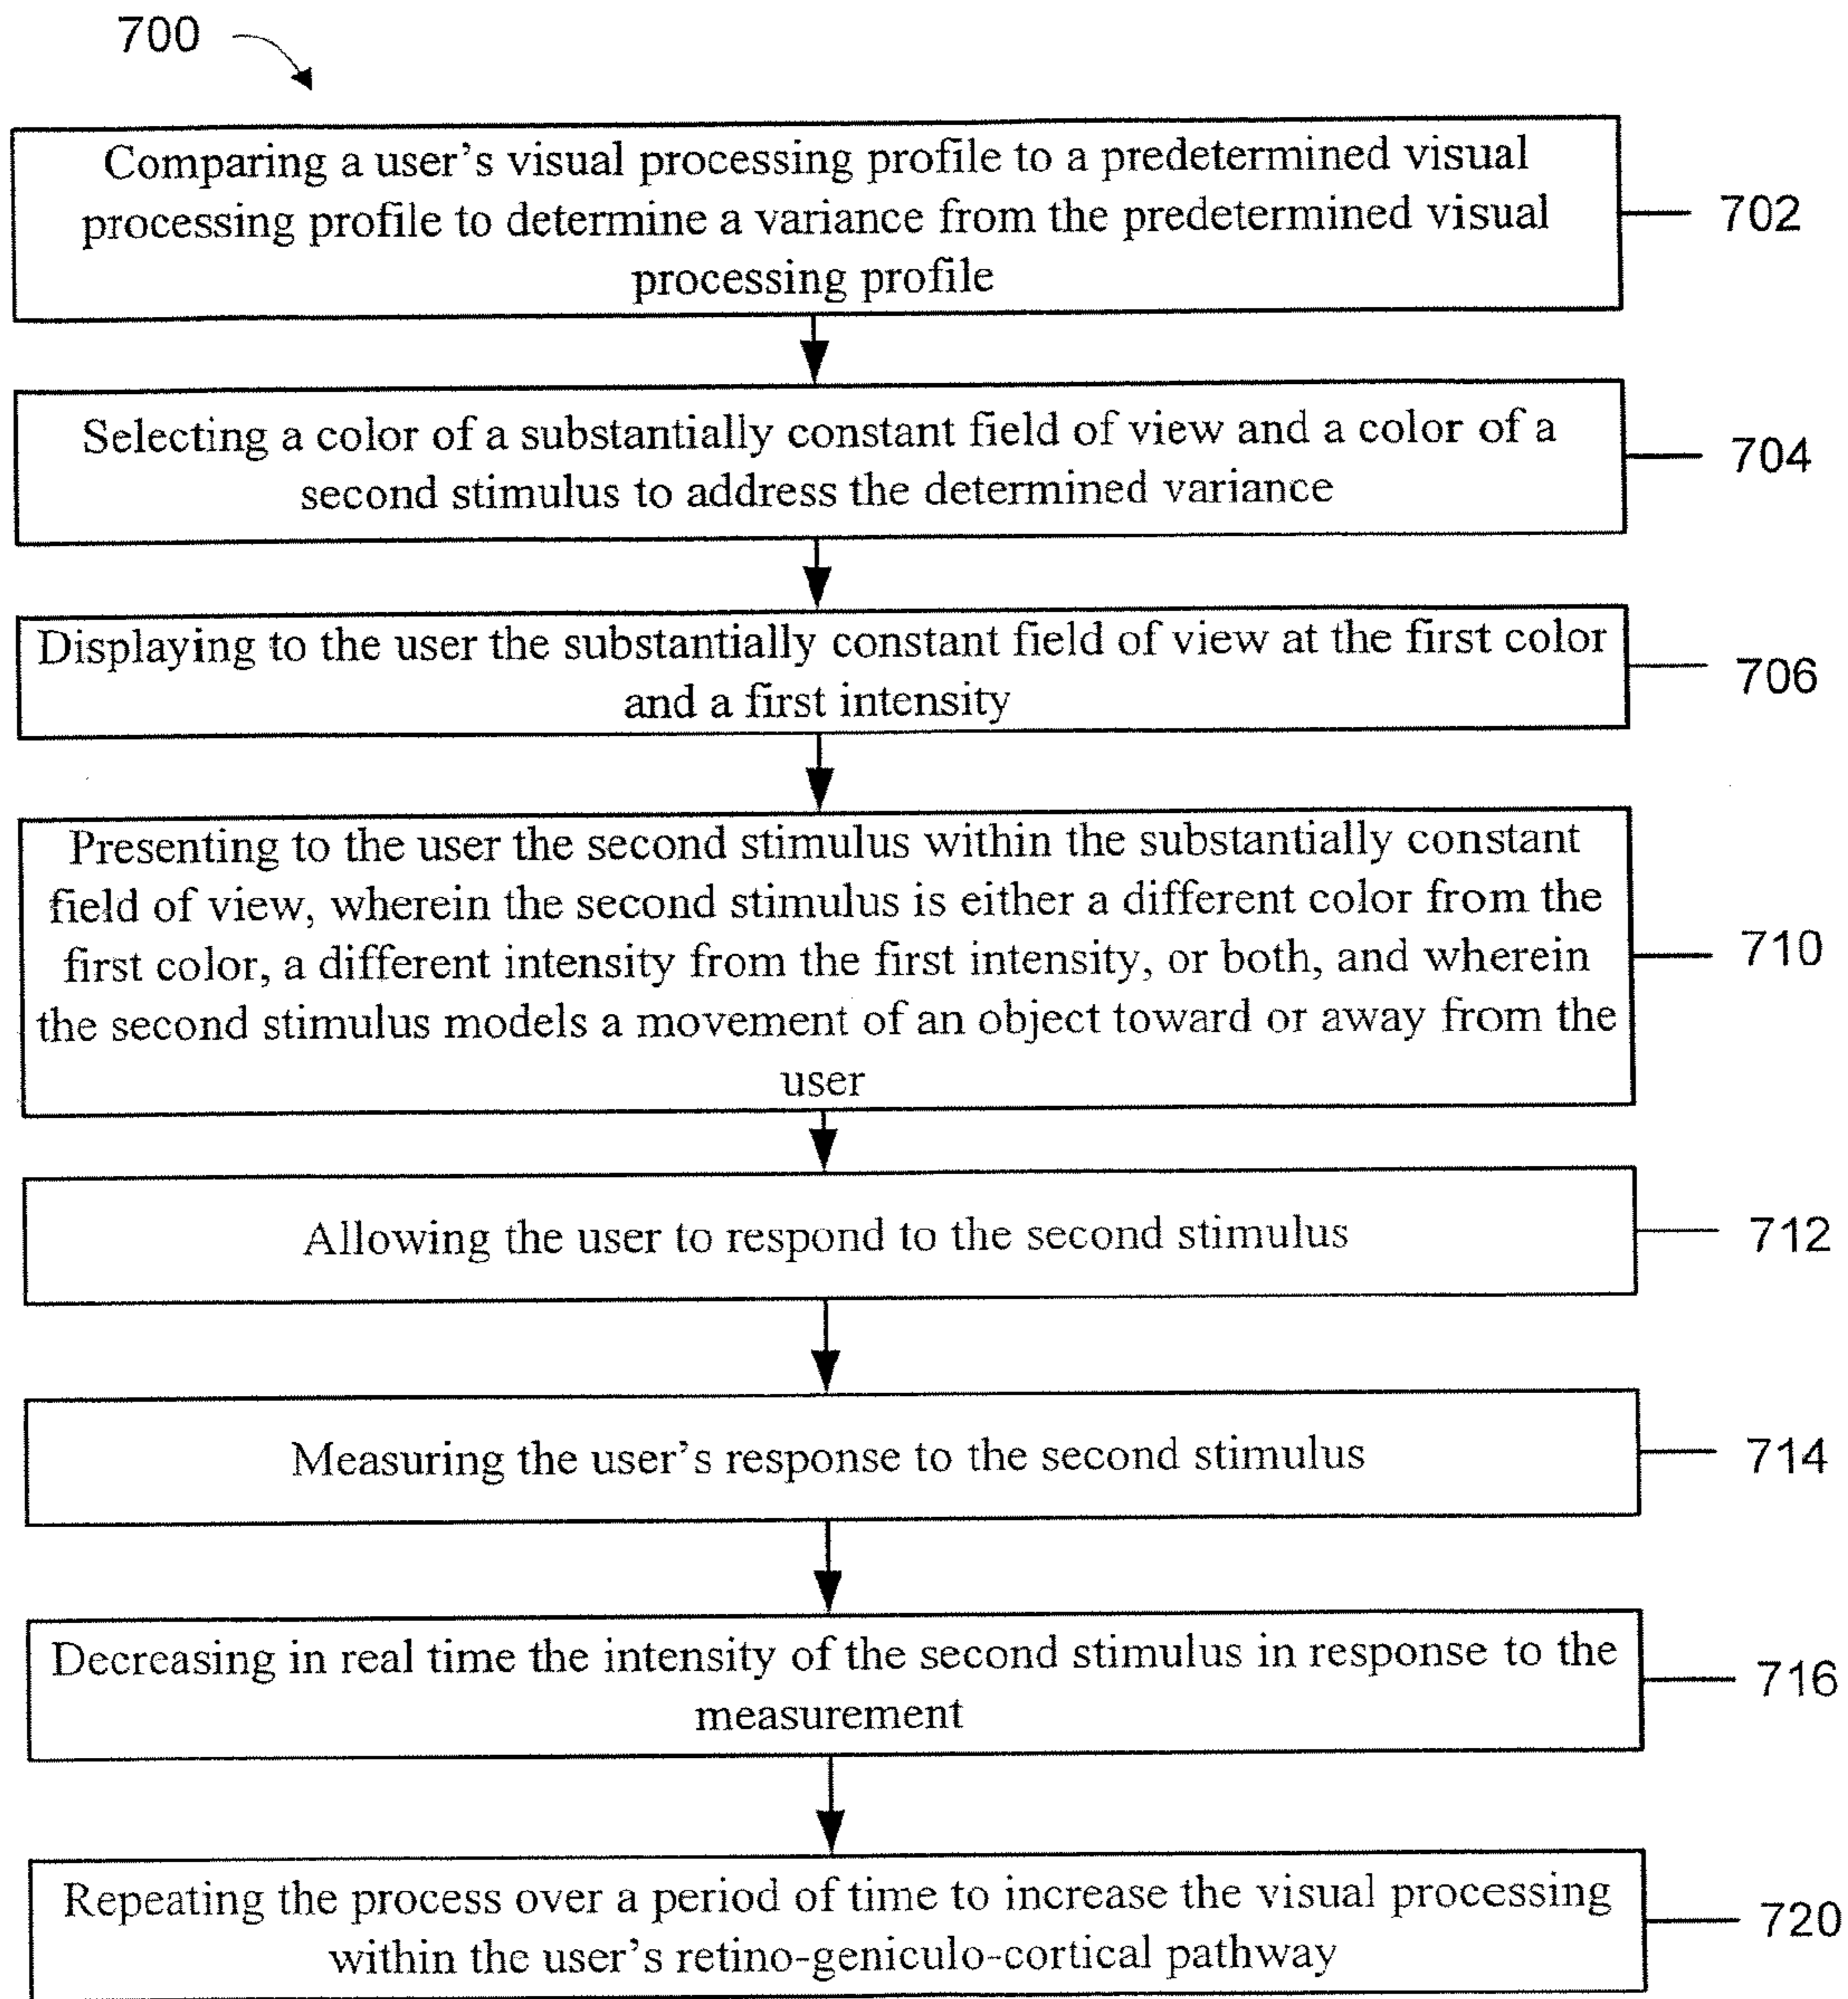 700
Comparing a user's visual processing profile to a predetermined visual
processing profile to determine a variance from the predetermined visual
processing profile
702
Selecting a color of a substantially constant field of view and a color of a
second stimulus to address the determined variance
704
Displaying to the user the substantially constant field of view at the first color
and a first intensity
706
Presenting to the user the second stimulus within the substantially constant
field of view, wherein the second stimulus is either a different color from the
first color, a different intensity from the first intensity, or both, and wherein
the second stimulus models a movement of an object toward or away from the
user
710
Allowing the user to respond to the second stimulus
712
Measuring the user's response to the second stimulus
714
Decreasing in real time the intensity of the second stimulus in response to the
measurement
716
Repeating the process over a period of time to increase the visual processing
within the user's retino-geniculo-cortical pathway
720